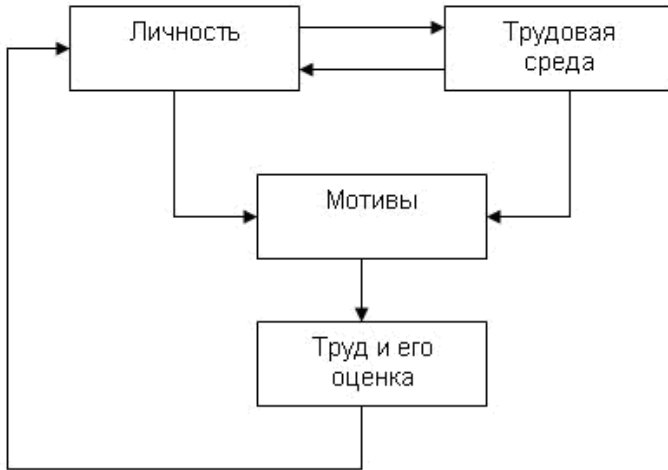 Личность
Трудовая
среда
Мотивы
Труд и его
оценка